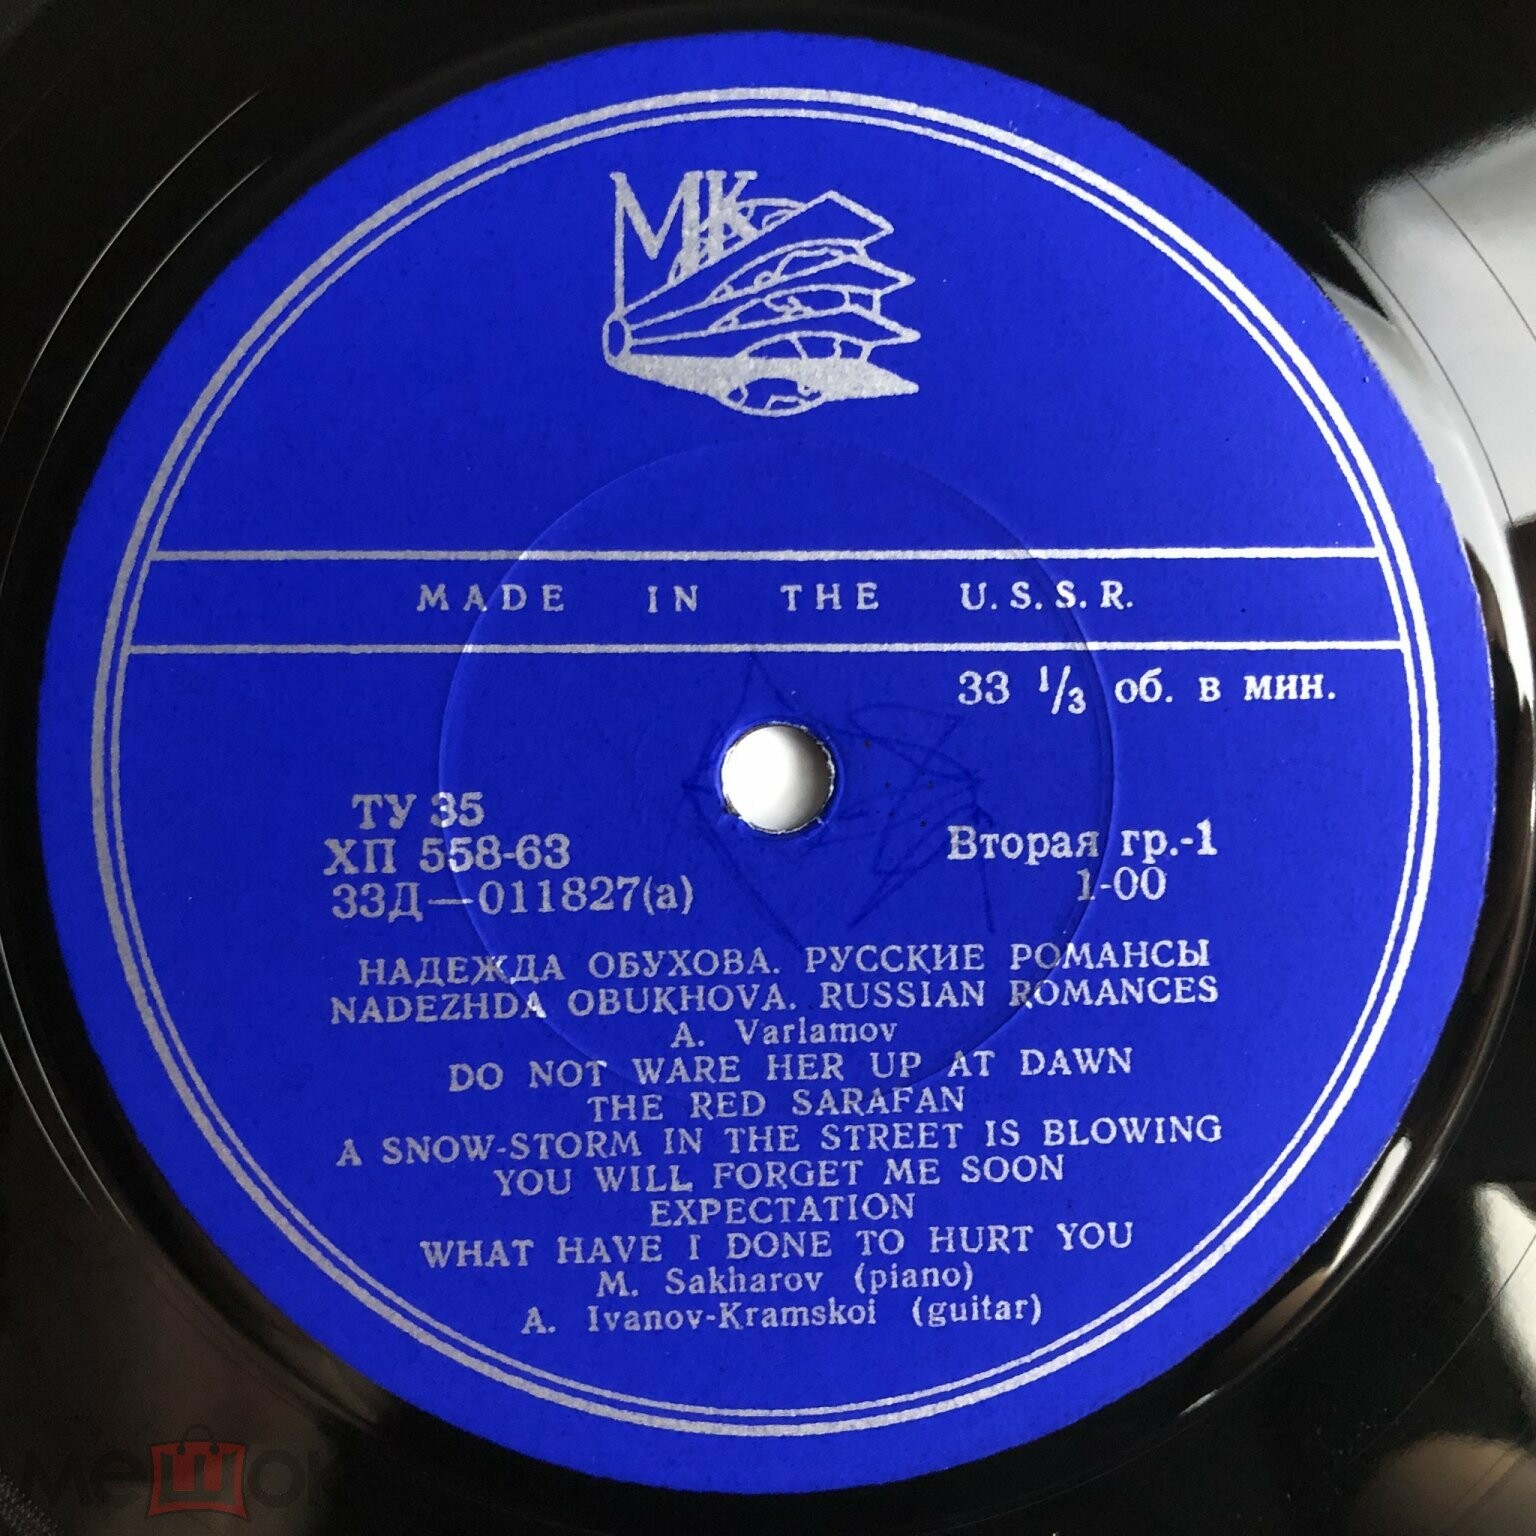 МК
MADE IN THE U.S.S.R.
33 1/3 об. в мин.
ТУ 35
ХП 558-63
33Д—011827(а)
Вторая гр.-1
1-00
НАДЕЖДА ОБУХОВА. РУССКИЕ РОМАНСЫ
NADEZHDA OBUKHOVA. RUSSIAN ROMANCES
A. Varlamov
DO NOT WARE HER UP AT DAWN
THE RED SARAFAN
A SNOW-STORM IN THE STREET IS BLOWING
YOU WILL FORGET ME SOON
EXPECTATION
WHAT HAVE I DONE TO HURT YOU
M. Sakharov (piano)
A. Ivanov-Kramskoi (guitar)
мешок